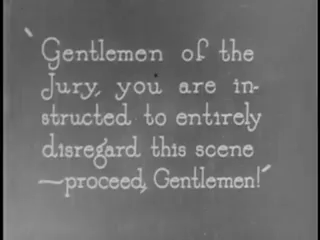 "Gentlemen of the
Jury, you are in-
structed to entirely
disregard this scene
—proceed, Gentlemen!"